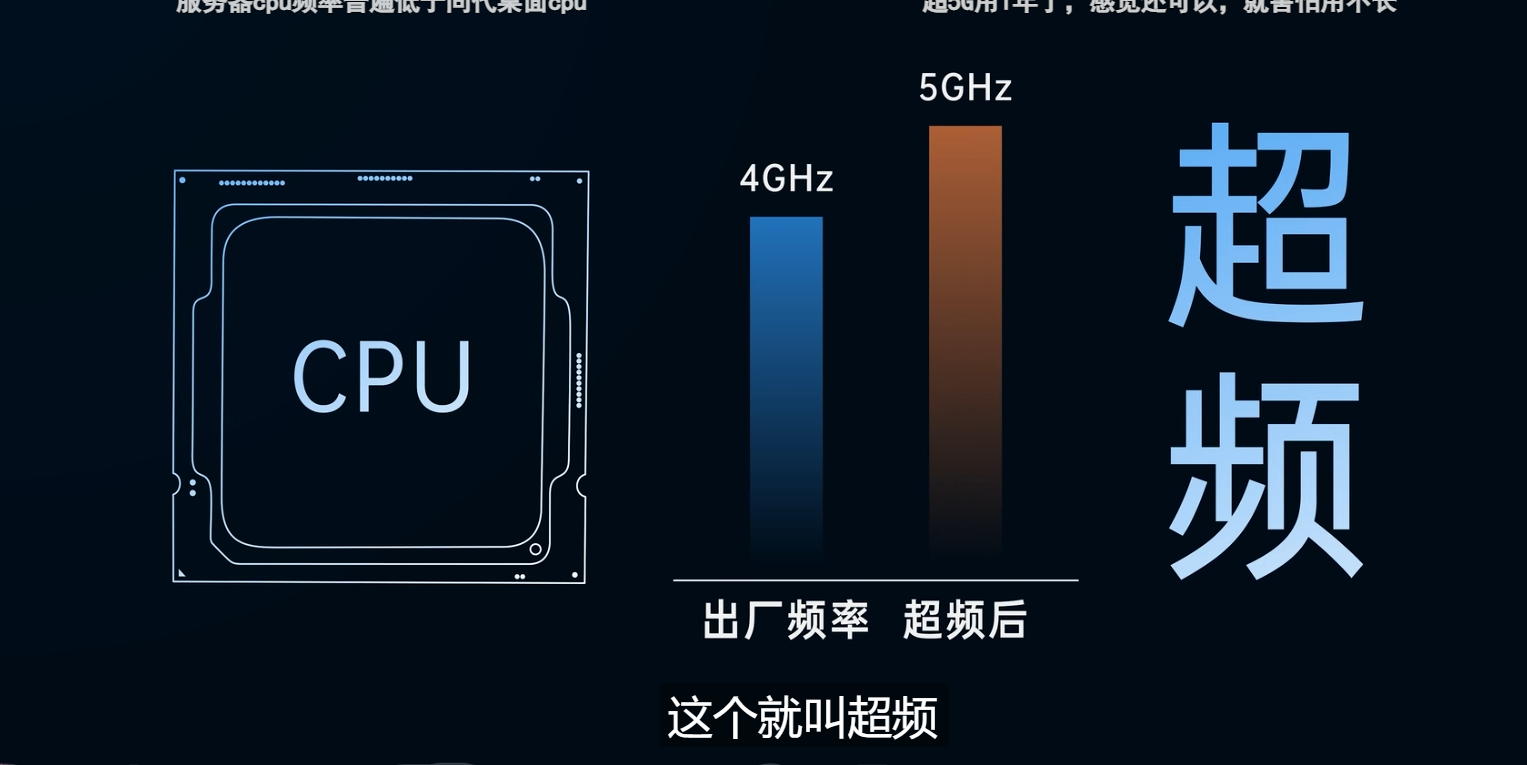 服务器cpu频率普遍低于同代桌面cpu
超5G用1年了，感觉还可以，就害怕用不长
5GHz
4GHz
超
频
CPU
出厂频率 超频后
这个就叫超频